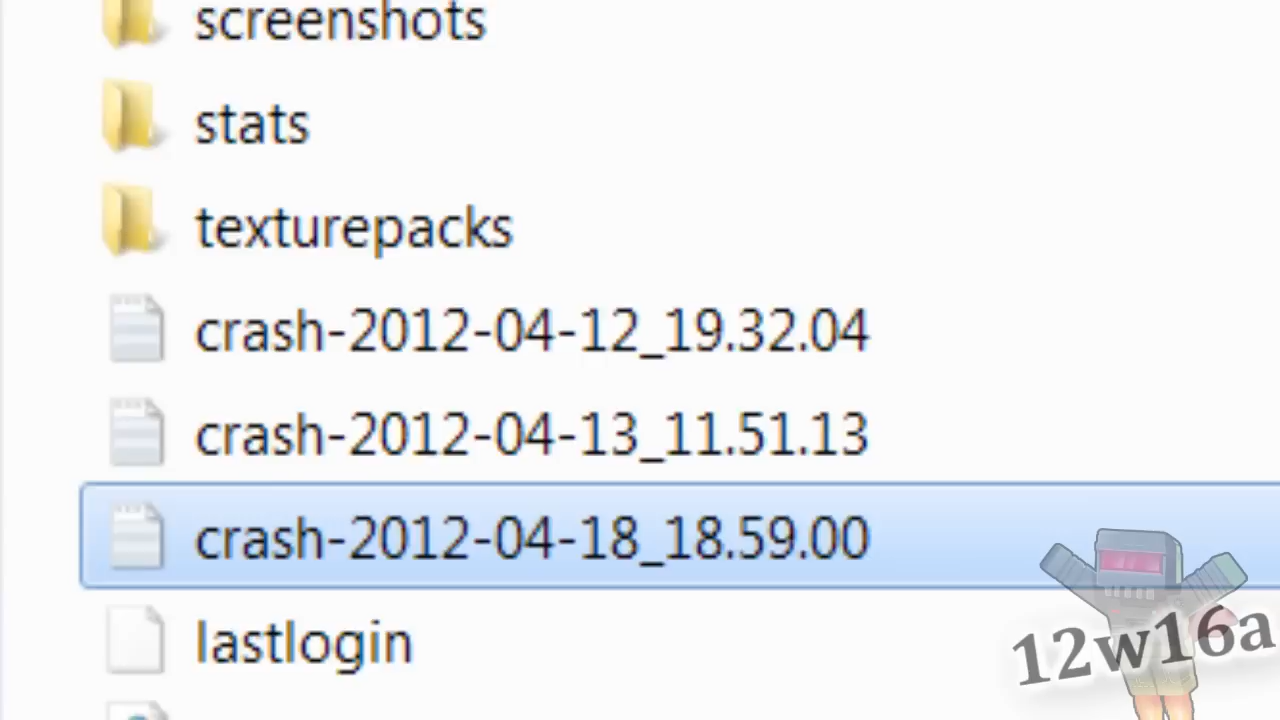 screenshots
stats
texturepacks
crash-2012-04-12_19.32.04
crash-2012-04-13_11.51.13
crash-2012-04-18_18.59.00
lastlogin
12w16a